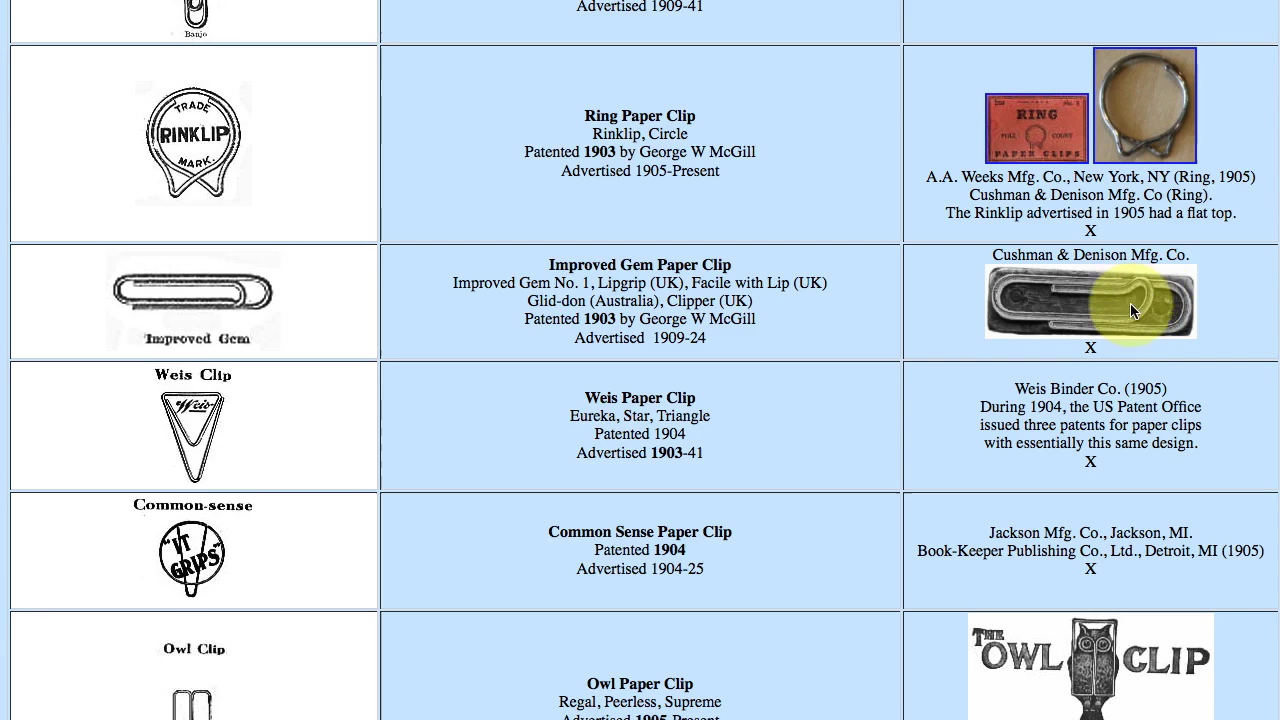 Banjo
Advertised 1909-41
TRADE
RINKLIP
MARK.
Ring Paper Clip
Rinklip, Circle
Patented 1903 by George W McGill
Advertised 1905-Present
RING
PAPER CLIPS
A.A. Weeks Mfg. Co., New York, NY (Ring, 1905)
Cushman & Denison Mfg. Co (Ring).
The Rinklip advertised in 1905 had a flat top.
X
Improved Gem
Improved Gem Paper Clip
Improved Gem No. 1, Lipgrip (UK), Facile with Lip (UK)
Glid-don (Australia), Clipper (UK)
Patented 1903 by George W McGill
Advertised 1909-24
Cushman & Denison Mfg. Co.
X
Weis Clip
Weis
Weis Paper Clip
Eureka, Star, Triangle
Patented 1904
Advertised 1903-41
Weis Binder Co. (1905)
During 1904, the US Patent Office
issued three patents for paper clips
with essentially this same design.
X
Common-sense
"IT
GRIPS"
Common Sense Paper Clip
Patented 1904
Advertised 1904-25
Jackson Mfg. Co., Jackson, MI.
Book-Keeper Publishing Co., Ltd., Detroit, MI (1905)
X
Owl Clip
Owl Paper Clip
Regal, Peerless, Supreme
Advertised 1905-Present
THE
OWL CLIP